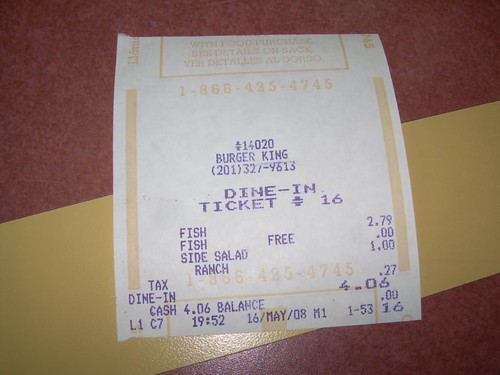 WITH FOOD PURCHASE.
SEE DETAILS ON BACK.
VER DETALLES AL DORSO.
1-866-425-4745
#14020
BURGER KING
(201)327-9613
DINE-IN
TICKET # 16
FISH 2.79
FISH FREE .00
SIDE SALAD 1.00
RANCH
1-866-425-4745
TAX .27
DINE-IN 4.06
CASH 4.06 BALANCE .00
L1 C7 19:52 16/MAY/08 M1 1-53 16